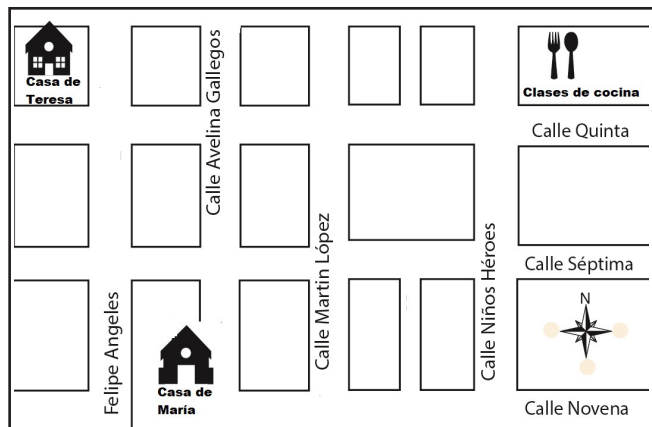 Casa de
Teresa
Calle Avelina Gallegos
Clases de cocina
Calle Quinta
Calle Martin López
Calle Niños Héroes
Calle Séptima
Felipe Angeles
N
Casa de
María
Calle Novena